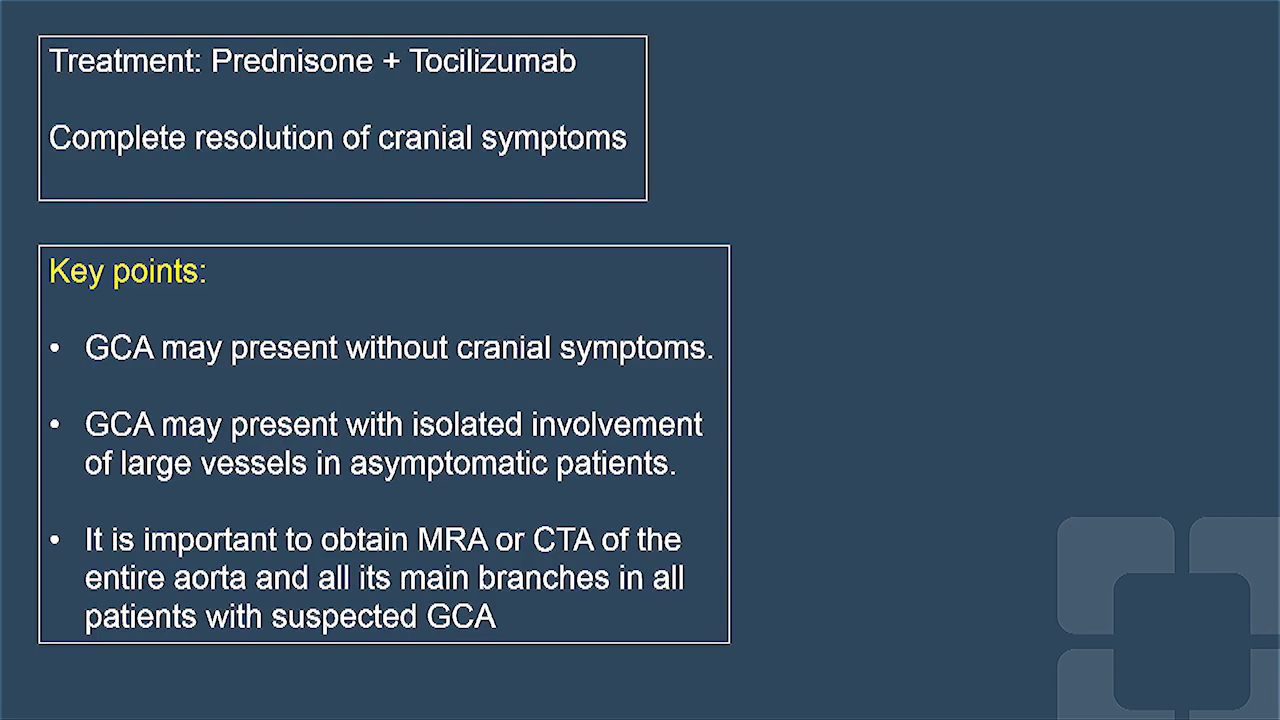 Treatment: Prednisone + Tocilizumab
Complete resolution of cranial symptoms
Key points:
• GCA may present without cranial symptoms.
• GCA may present with isolated involvement
of large vessels in asymptomatic patients.
• It is important to obtain MRA or CTA of the
entire aorta and all its main branches in all
patients with suspected GCA